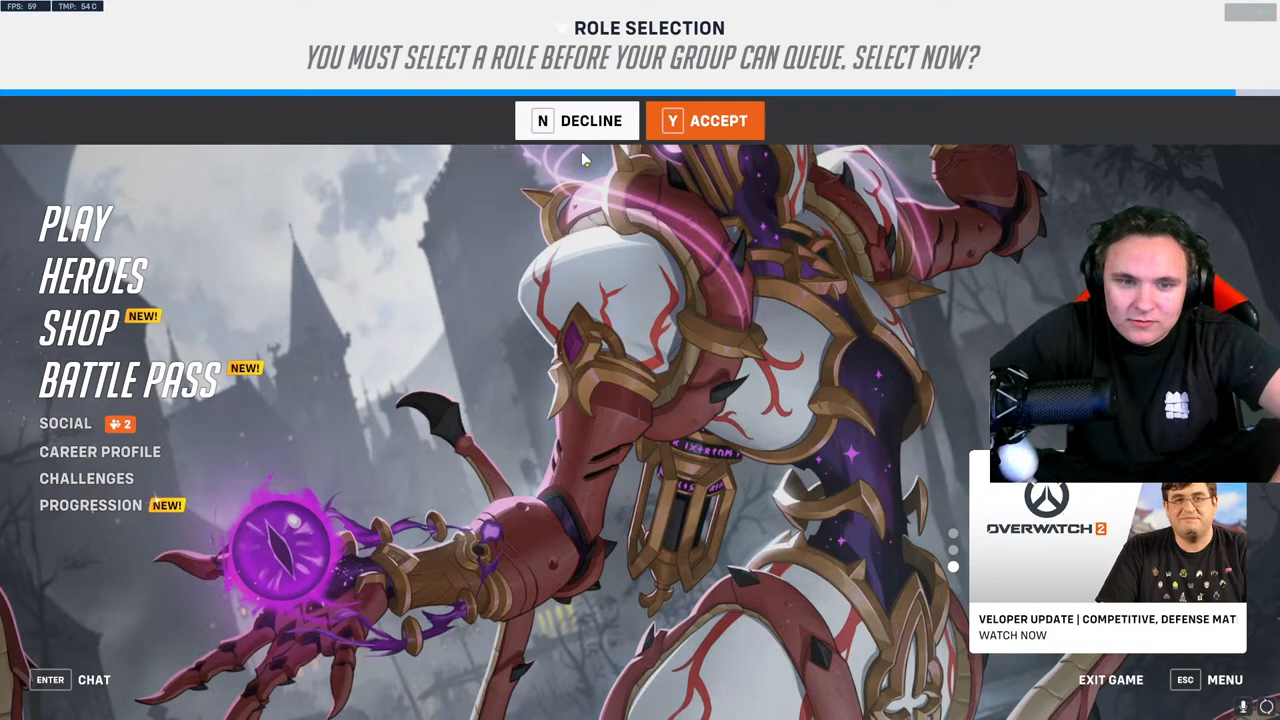 FPS: 59 TMP: 54 C
ROLE SELECTION
YOU MUST SELECT A ROLE BEFORE YOUR GROUP CAN QUEUE. SELECT NOW?
N DECLINE Y ACCEPT
PLAY
HEROES
SHOP NEW!
BATTLE PASS NEW!
SOCIAL 2
CAREER PROFILE
CHALLENGES
PROGRESSION NEW!
OVERWATCH 2
VELOPER UPDATE | COMPETITIVE, DEFENSE MAT
WATCH NOW
ENTER CHAT
EXIT GAME ESC MENU